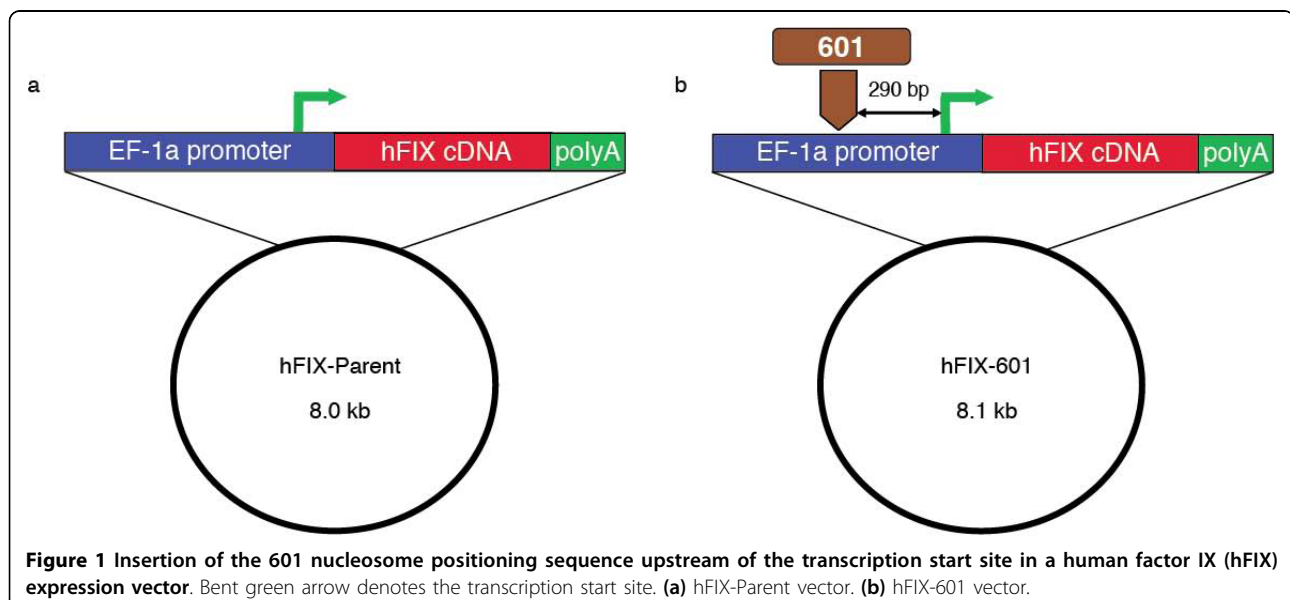 a
EF-1a promoter hFIX cDNA polyA
hFIX-Parent
8.0 kb
b
601
290 bp
EF-1a promoter hFIX cDNA polyA
hFIX-601
8.1 kb
Figure 1 Insertion of the 601 nucleosome positioning sequence upstream of the transcription start site in a human factor IX (hFIX)
expression vector. Bent green arrow denotes the transcription start site. (a) hFIX-Parent vector. (b) hFIX-601 vector.